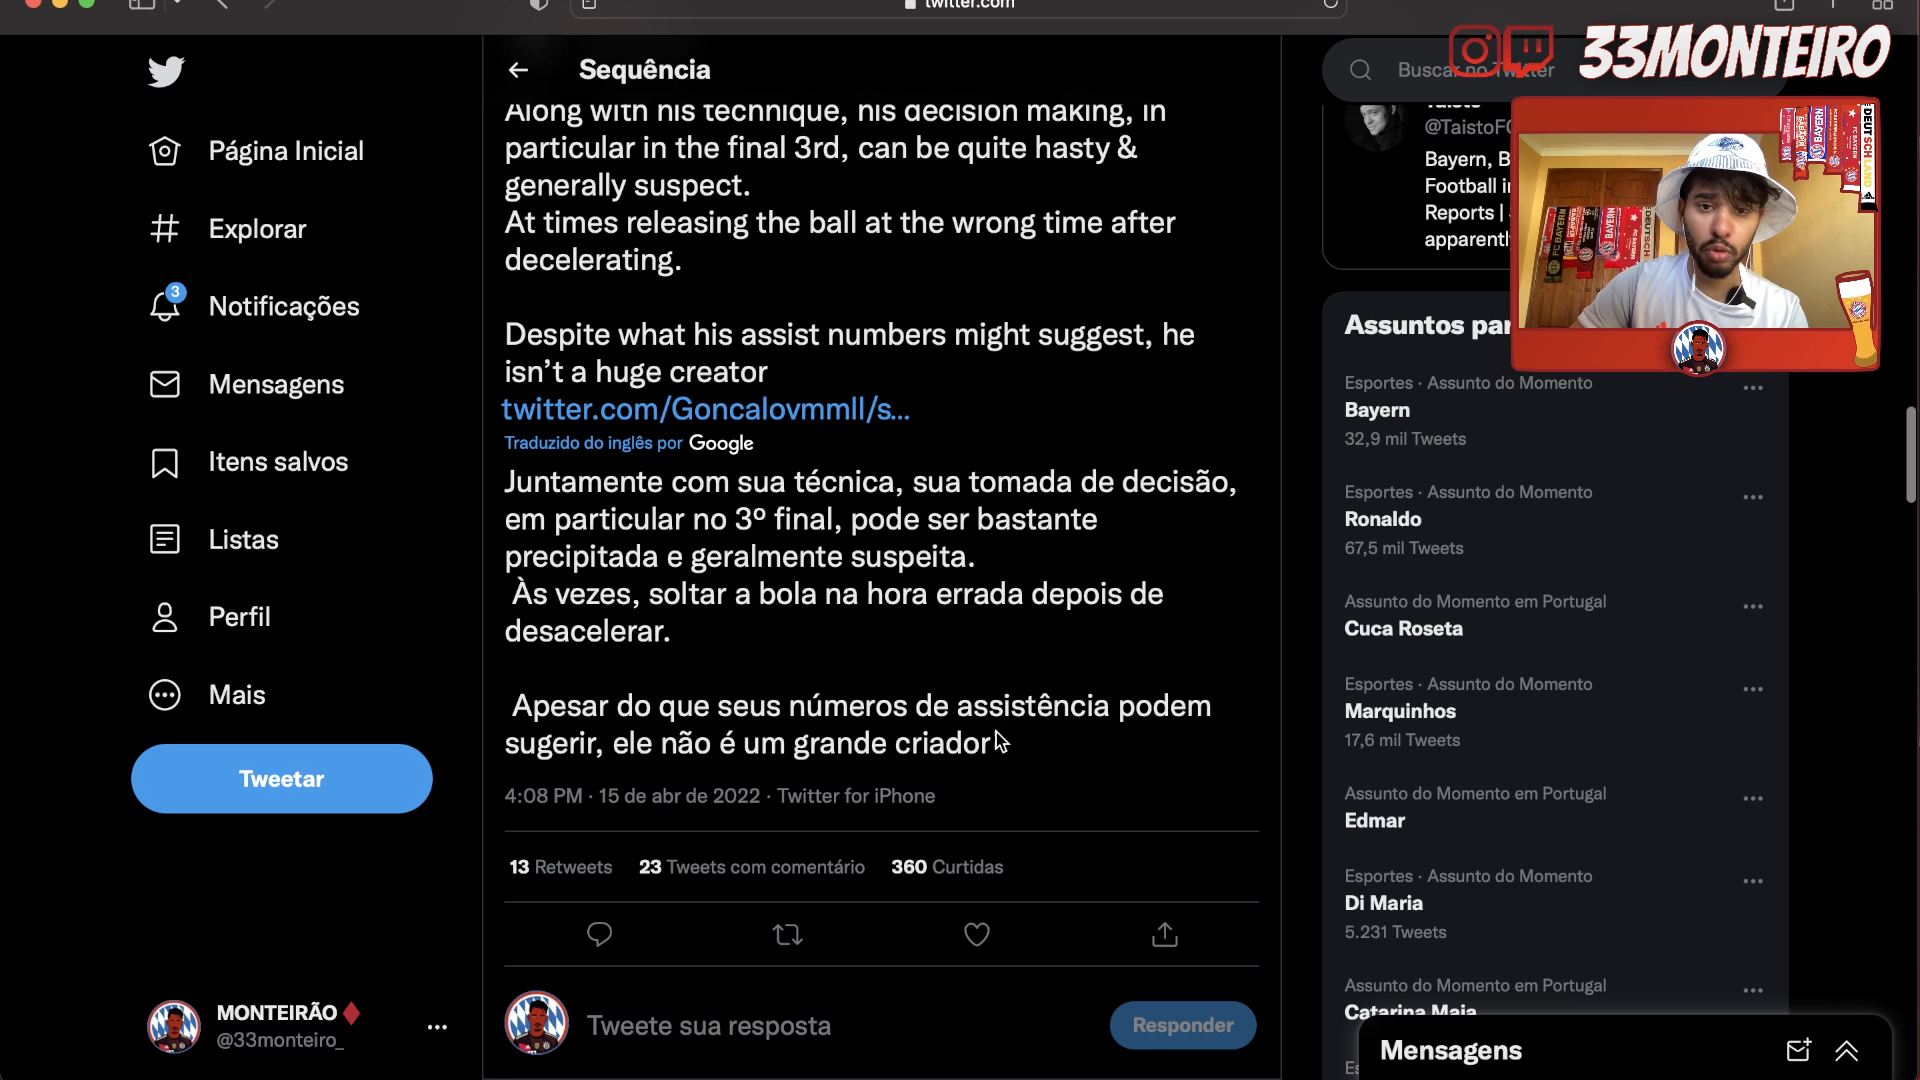 twitter.com
33MONTEIRO
Página Inicial
Explorar
3
Notificações
Mensagens
Itens salvos
Listas
Perfil
Mais
Tweetar
MONTEIRÃO
@33monteiro_
Sequência
Along with his technique, his decision making, in
particular in the final 3rd, can be quite hasty &
generally suspect.
At times releasing the ball at the wrong time after
decelerating.
Despite what his assist numbers might suggest, he
isn’t a huge creator
twitter.com/Goncalovmmll/s...
Traduzido do inglês por Google
Juntamente com sua técnica, sua tomada de decisão,
em particular no 3º final, pode ser bastante
precipitada e geralmente suspeita.
Às vezes, soltar a bola na hora errada depois de
desacelerar.
Apesar do que seus números de assistência podem
sugerir, ele não é um grande criador
4:08 PM · 15 de abr de 2022 · Twitter for iPhone
13 Retweets 23 Tweets com comentário 360 Curtidas
Tweete sua resposta
Responder
Buscar no Twitter
Taisto
@TaistoF
Bayern, B
Football i
Reports |
apparentl
DEUTSCHLAND
FC BAYERN
BAYERN
Assuntos par
Esportes · Assunto do Momento
Bayern
32,9 mil Tweets
Esportes · Assunto do Momento
Ronaldo
67,5 mil Tweets
Assunto do Momento em Portugal
Cuca Roseta
Esportes · Assunto do Momento
Marquinhos
17,6 mil Tweets
Assunto do Momento em Portugal
Edmar
Esportes · Assunto do Momento
Di Maria
5.231 Tweets
Assunto do Momento em Portugal
Catarina Maia
Mensagens